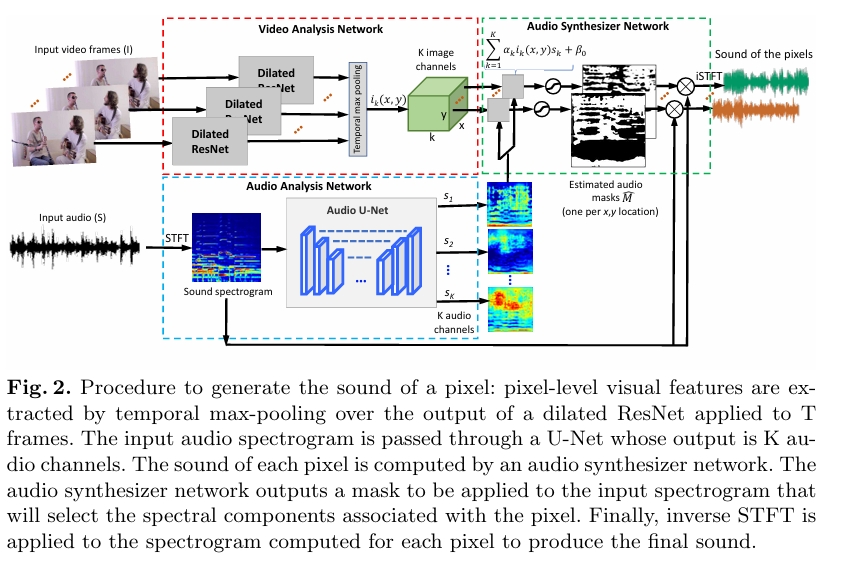 Video Analysis Network
Audio Synthesizer Network
Input video frames (I)
Dilated
ResNet
Dilated
ResNet
Dilated
ResNet
Temporal max pooling
i_k(x, y)
K image
channels
y
x
k
\sum_{k=1}^{K} α_k i_k(x, y)s_k + β_0
Sound of the pixels
iSTFT
Estimated audio
masks \hat{M}
(one per x,y location)
Audio Analysis Network
Input audio (S)
STFT
Sound spectrogram
Audio U-Net
...
s_1
s_2
⋮
s_K
K audio
channels
Fig. 2. Procedure to generate the sound of a pixel: pixel-level visual features are ex-
tracted by temporal max-pooling over the output of a dilated ResNet applied to T
frames. The input audio spectrogram is passed through a U-Net whose output is K au-
dio channels. The sound of each pixel is computed by an audio synthesizer network. The
audio synthesizer network outputs a mask to be applied to the input spectrogram that
will select the spectral components associated with the pixel. Finally, inverse STFT is
applied to the spectrogram computed for each pixel to produce the final sound.